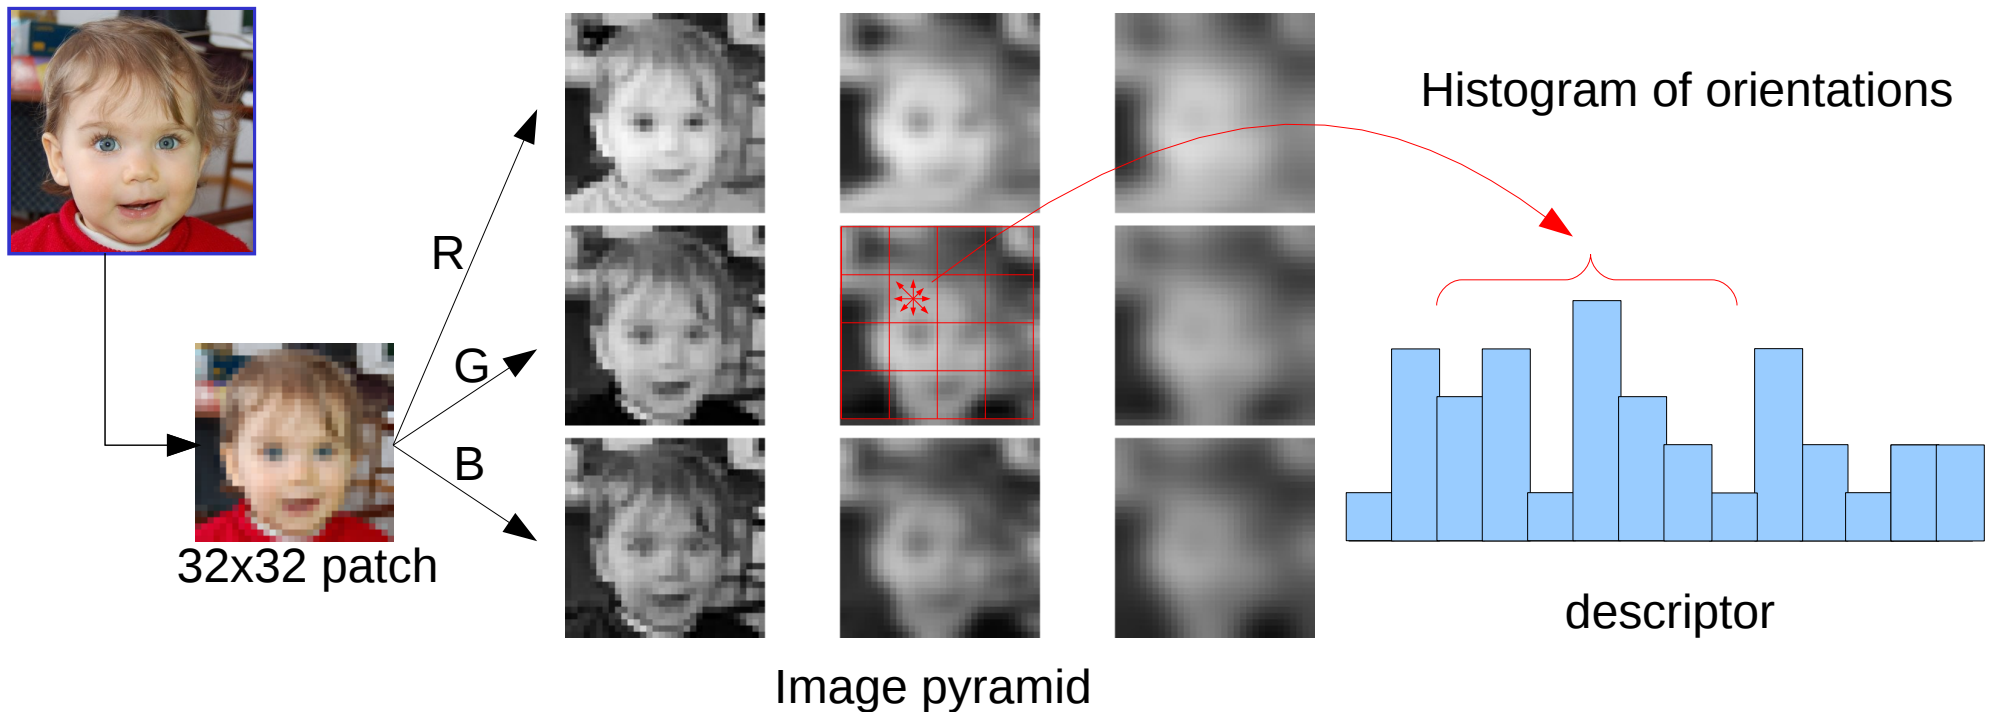 Histogram of orientations
R
G
B
32x32 patch
descriptor
Image pyramid